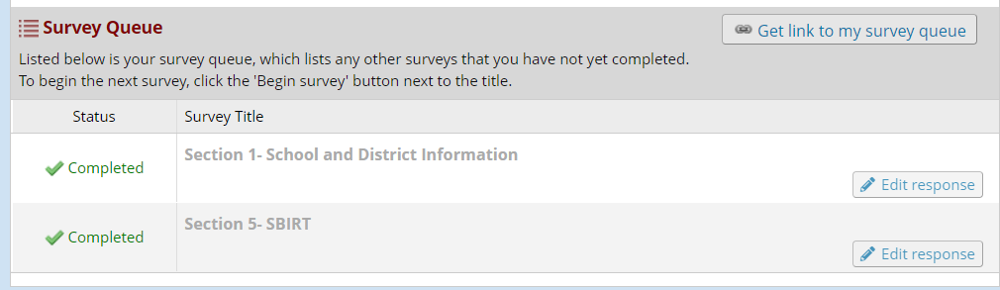 Survey Queue
Get link to my survey queue
Listed below is your survey queue, which lists any other surveys that you have not yet completed.
To begin the next survey, click the 'Begin survey' button next to the title.
Status Survey Title
Completed
Section 1- School and District Information
Edit response
Completed
Section 5- SBIRT
Edit response